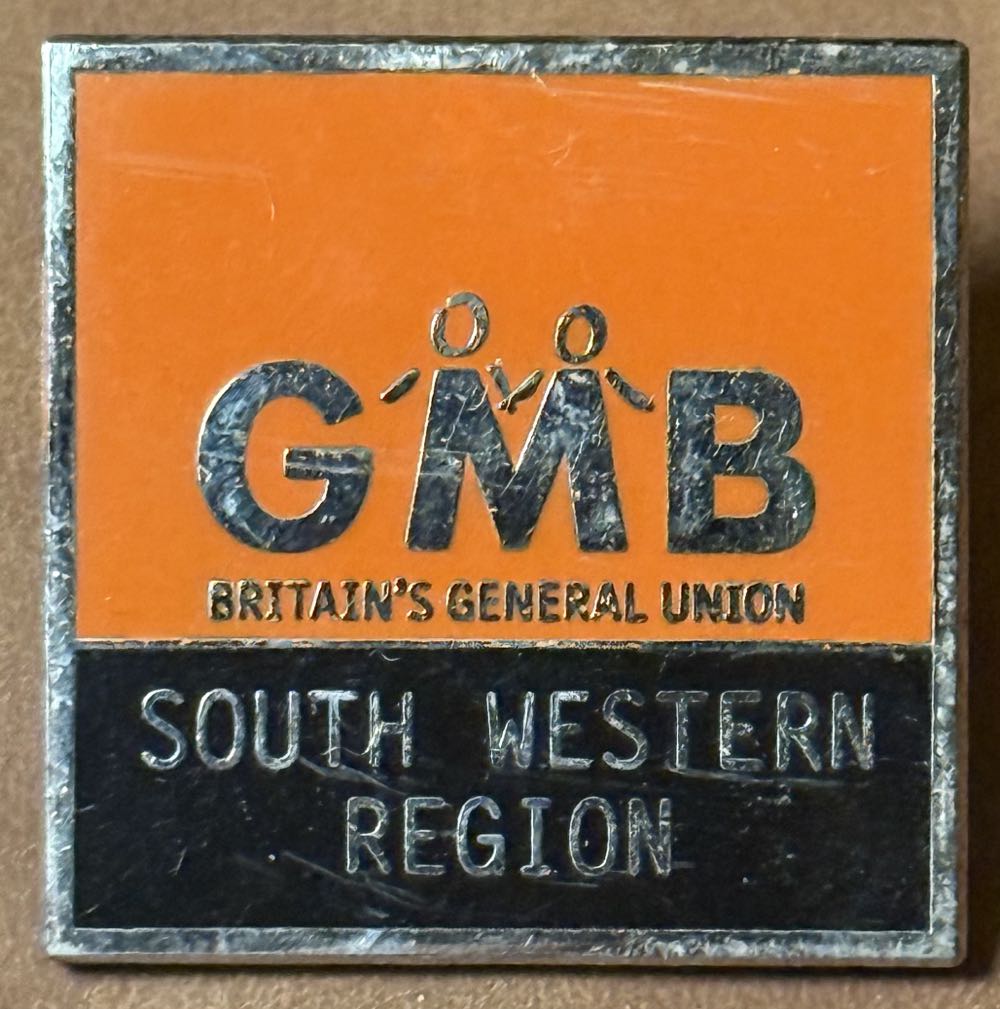 GMB
BRITAIN'S GENERAL UNION
SOUTH WESTERN
REGION